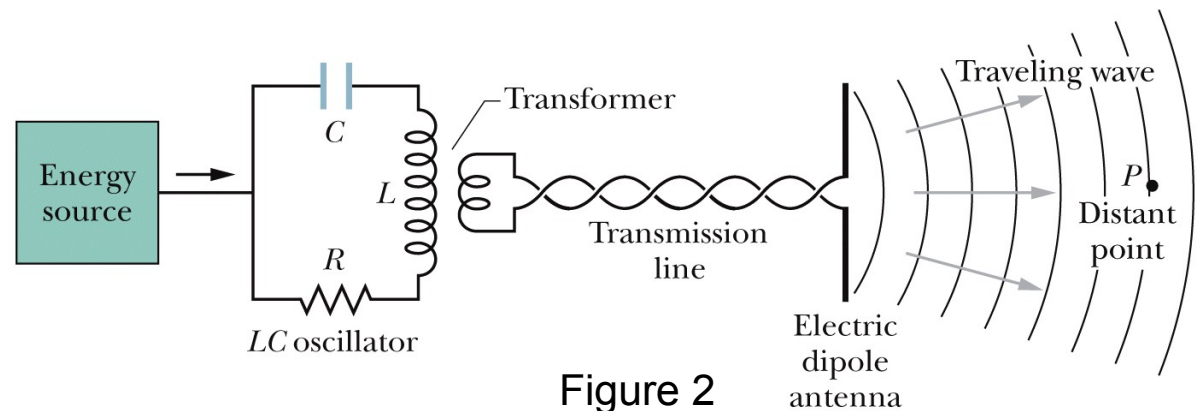 Energy
source
C
L
R
LC oscillator
Transformer
Transmission
line
Electric
dipole
antenna
Traveling wave
P
Distant
point
Figure 2